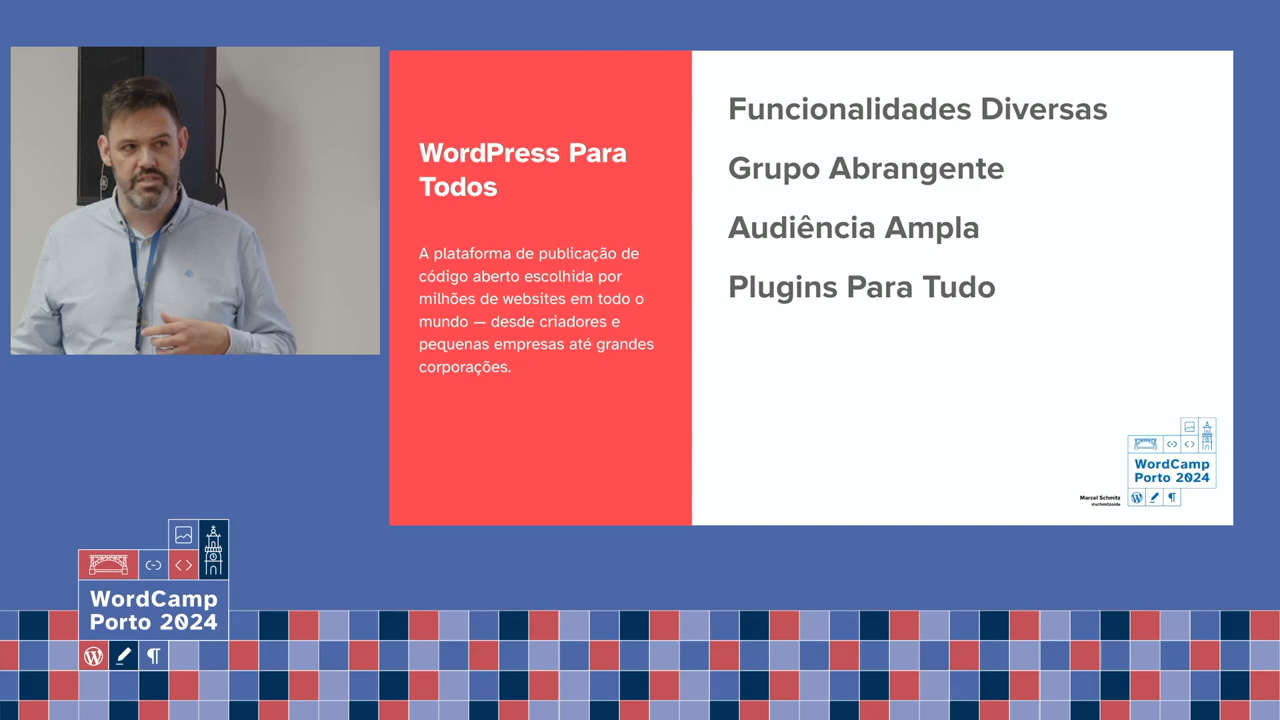 WordPress Para
Todos
A plataforma de publicação de
código aberto escolhida por
milhões de websites em todo o
mundo — desde criadores e
pequenas empresas até grandes
corporações.
Funcionalidades Diversas
Grupo Abrangente
Audiência Ampla
Plugins Para Tudo
WordCamp
Porto 2024
Marcel Schmitz
@schmitzoide
WordCamp
Porto 2024